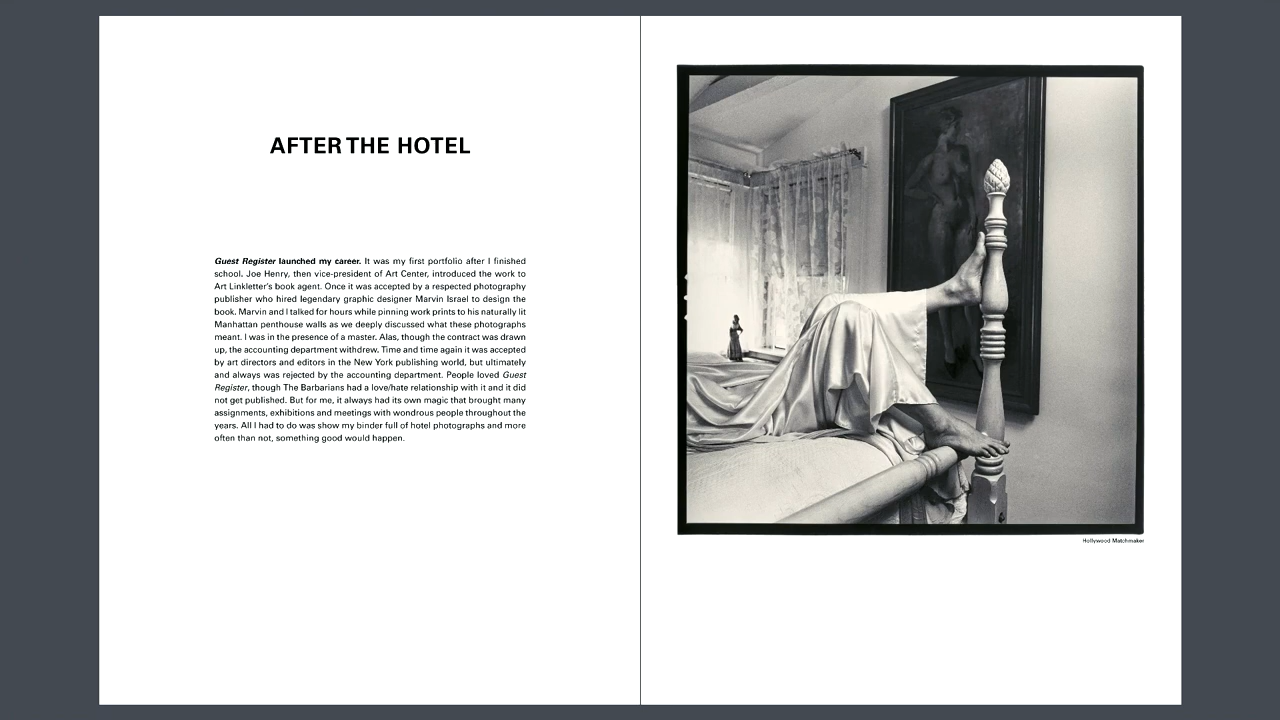 AFTER THE HOTEL
Guest Register launched my career. It was my first portfolio after I finished
school. Joe Henry, then vice-president of Art Center, introduced the work to
Art Linkletter's book agent. Once it was accepted by a respected photography
publisher who hired legendary graphic designer Marvin Israel to design the
book. Marvin and I talked for hours while pinning work prints to his naturally lit
Manhattan penthouse walls as we deeply discussed what these photographs
meant. I was in the presence of a master. Alas, though the contract was drawn
up, the accounting department withdrew. Time and time again it was accepted
by art directors and editors in the New York publishing world, but ultimately
and always was rejected by the accounting department. People loved Guest
Register, though The Barbarians had a love/hate relationship with it and it did
not get published. But for me, it always had its own magic that brought many
assignments, exhibitions and meetings with wondrous people throughout the
years. All I had to do was show my binder full of hotel photographs and more
often than not, something good would happen.
Hollywood Matchmaker